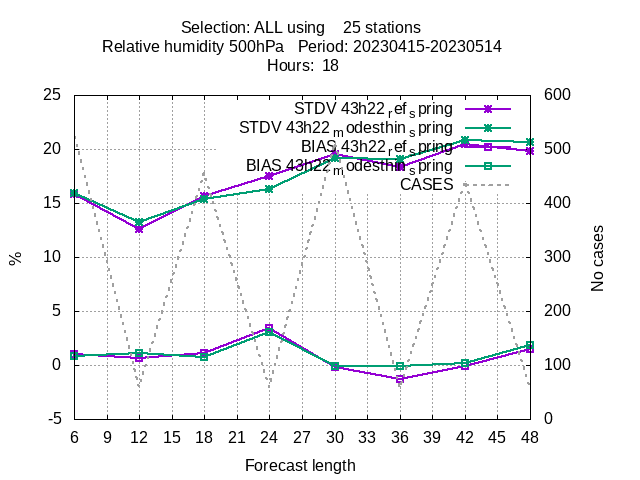 Selection: ALL using 25 stations
Relative humidity 500hPa Period: 20230415-20230514
Hours: 18
STDV 43h22_ref_spring
STDV 43h22_modesthin_spring
BIAS 43h22_ref_spring
BIAS 43h22_modesthin_spring
CASES
25
20
15
10
5
0
-5
%
600
500
400
300
200
100
0
No cases
6 9 12 15 18 21 24 27 30 33 36 39 42 45 48
Forecast length